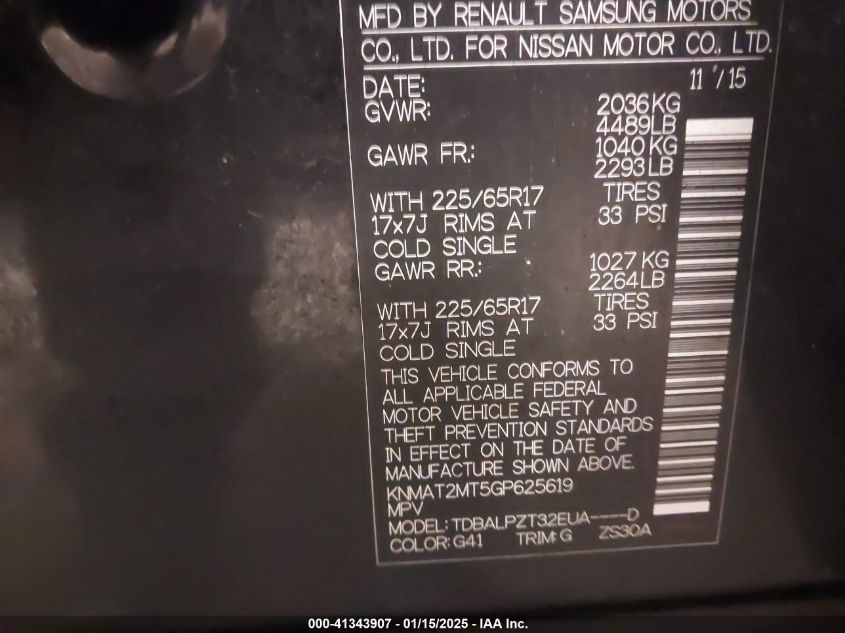 MFD BY RENAULT SAMSUNG MOTORS
CO., LTD. FOR NISSAN MOTOR CO., LTD.
DATE: 11 / 15
GVWR: 2036KG
4489LB
GAWR FR.: 1040KG
2293LB
WITH 225/65R17 TIRES
17x7J RIMS AT 33 PSI
COLD SINGLE
GAWR RR.: 1027KG
2264LB
WITH 225/65R17 TIRES
17x7J RIMS AT 33 PSI
COLD SINGLE
THIS VEHICLE CONFORMS TO
ALL APPLICABLE FEDERAL
MOTOR VEHICLE SAFETY AND
THEFT PREVENTION STANDARDS
IN EFFECT ON THE DATE OF
MANUFACTURE SHOWN ABOVE.
KNMAT2MT5GP625619
MPV
MODEL: TDBALPZT32EUA----D
COLOR: G41 TRIM: G ZS30A
000-41343907 - 01/15/2025 - IAA Inc.